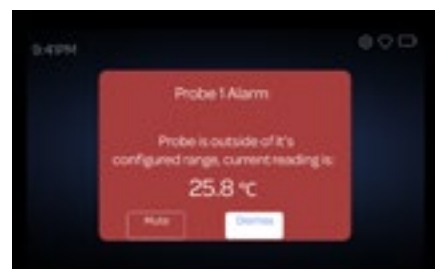 9:41PM
Probe 1 Alarm
Probe is outside of it's
configured range, current reading is:
25.8 °C
Mute
Dismiss